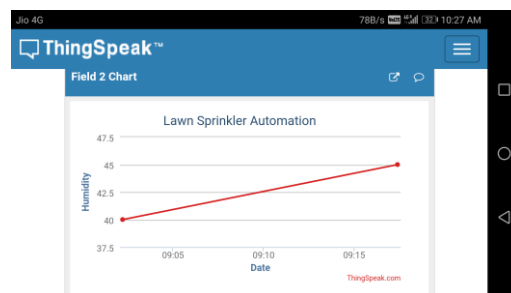 Jio 4G 78B/s 32 10:27 AM
ThingSpeak™
Field 2 Chart
Lawn Sprinkler Automation
47.5
45
42.5
40
37.5
Humidity
09:05 09:10 09:15
Date
ThingSpeak.com